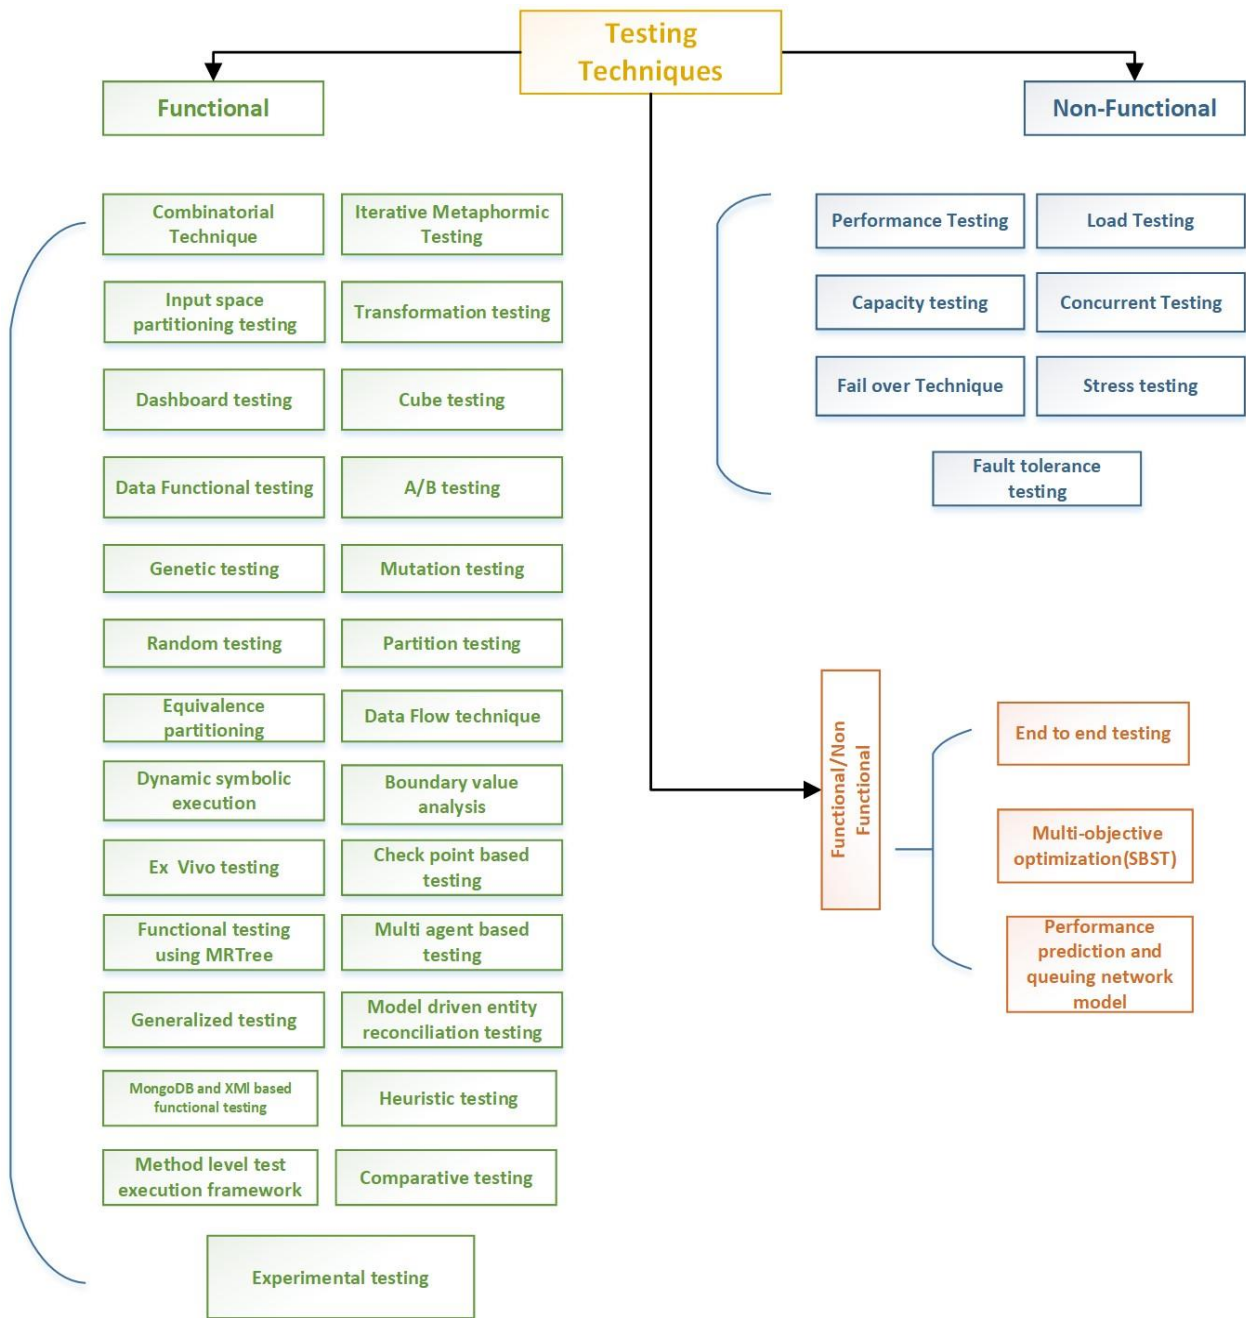 Testing
Techniques
Functional
Non-Functional
Combinatorial
Technique
Iterative Metaphormic
Testing
Input space
partitioning testing
Transformation testing
Dashboard testing
Cube testing
Data Functional testing
A/B testing
Genetic testing
Mutation testing
Random testing
Partition testing
Equivalence
partitioning
Data Flow technique
Dynamic symbolic
execution
Boundary value
analysis
Ex Vivo testing
Check point based
testing
Functional testing
using MRTree
Multi agent based
testing
Generalized testing
Model driven entity
reconciliation testing
MongoDB and XMl based
functional testing
Heuristic testing
Method level test
execution framework
Comparative testing
Experimental testing
Performance Testing
Load Testing
Capacity testing
Concurrent Testing
Fail over Technique
Stress testing
Fault tolerance
testing
Functional/Non
Functional
End to end testing
Multi-objective
optimization(SBST)
Performance
prediction and
queuing network
model